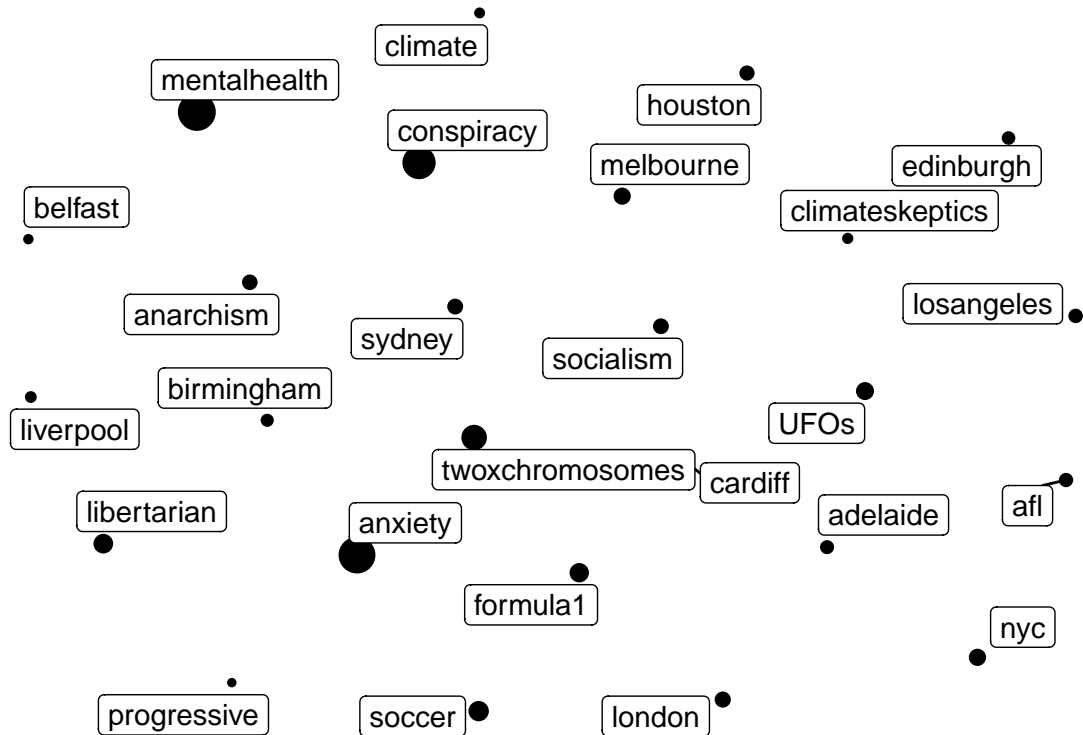 climate
mentalhealth
houston
conspiracy
melbourne
edinburgh
belfast
climateskeptics
losangeles
anarchism
sydney
socialism
birmingham
liverpool
UFOs
twoxchromosomes
cardiff
afl
libertarian
anxiety
adelaide
formula1
nyc
progressive
soccer
london